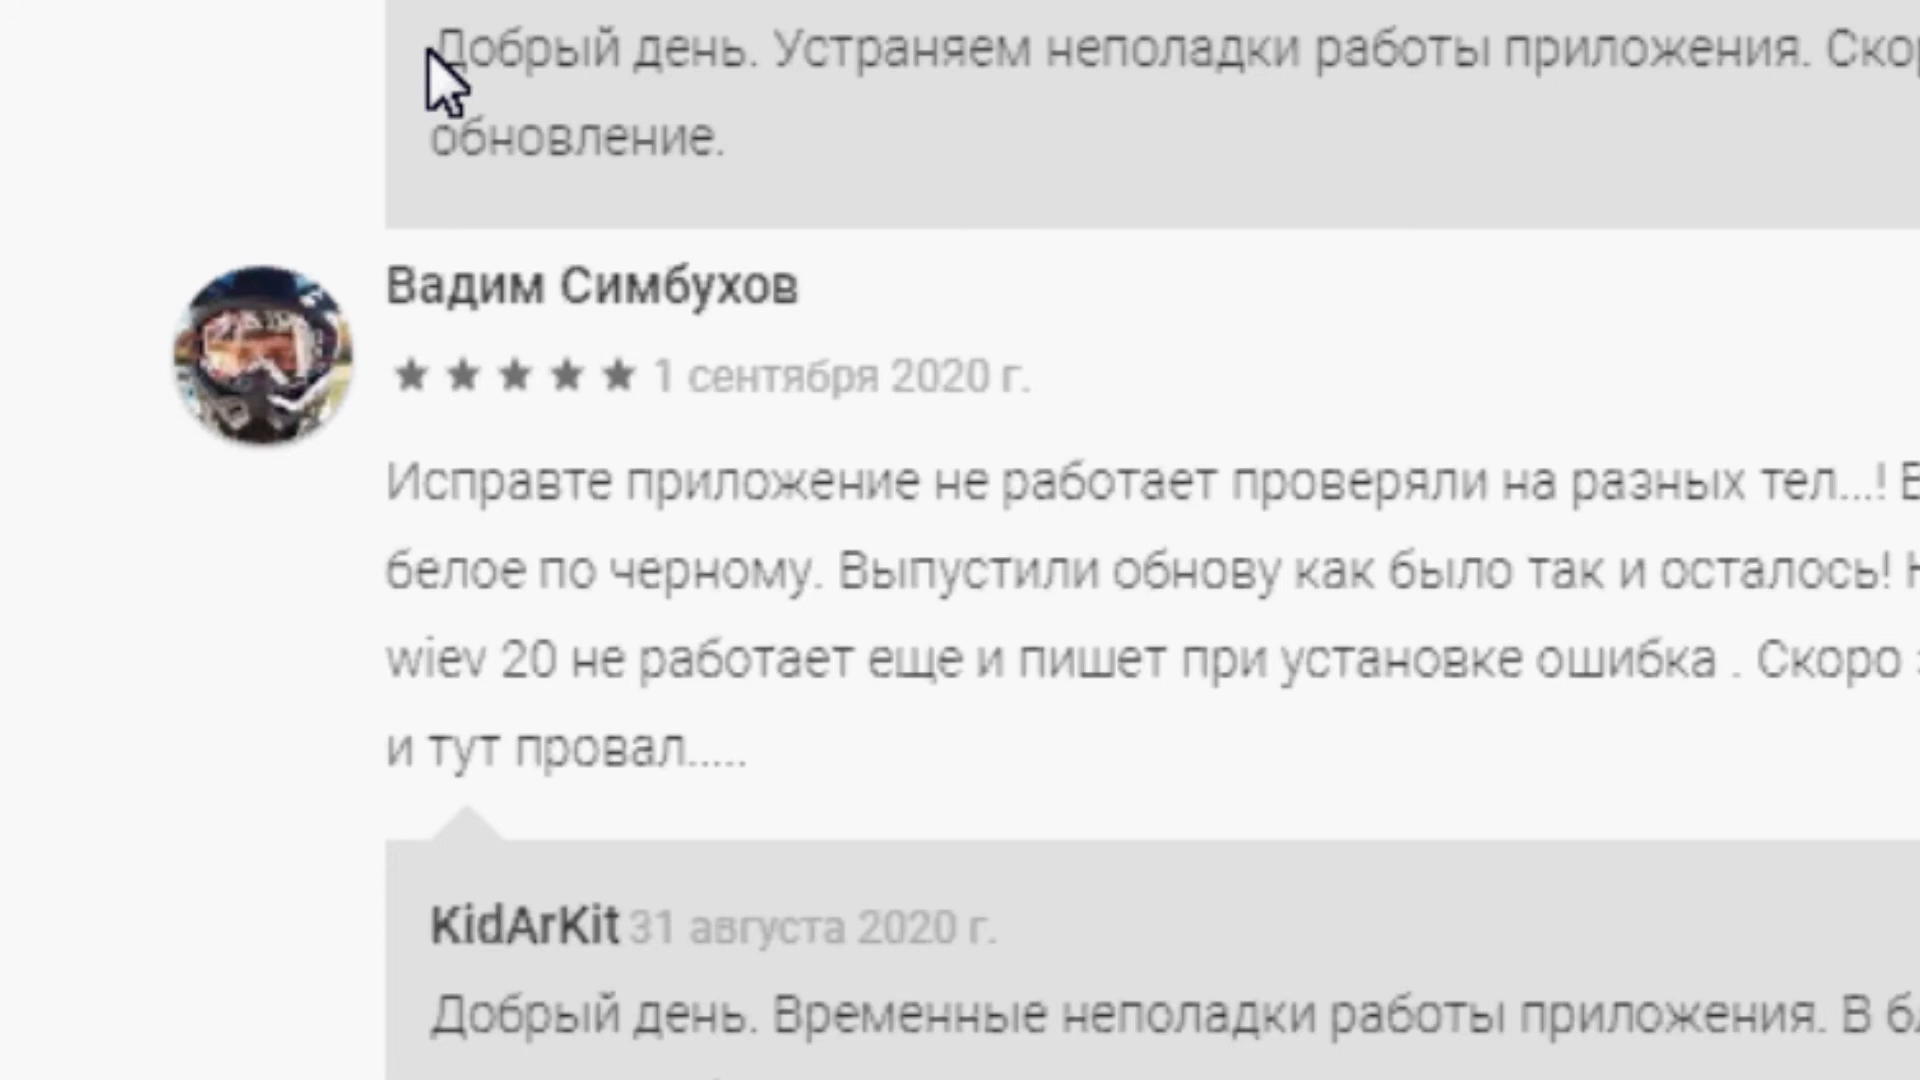 Добрый день. Устраняем неполадки работы приложения.
обновление.
Вадим Симбухов
1 сентября 2020 г.
Исправте приложение не работает проверяли на разных тел...!
белое по черному. Выпустили обнову как было так и осталось!
wiev 20 не работает еще и пишет при установке ошибка . Скоро
и тут провал.....
KidArKit 31 августа 2020 г.
Добрый день. Временные неполадки работы приложения. В